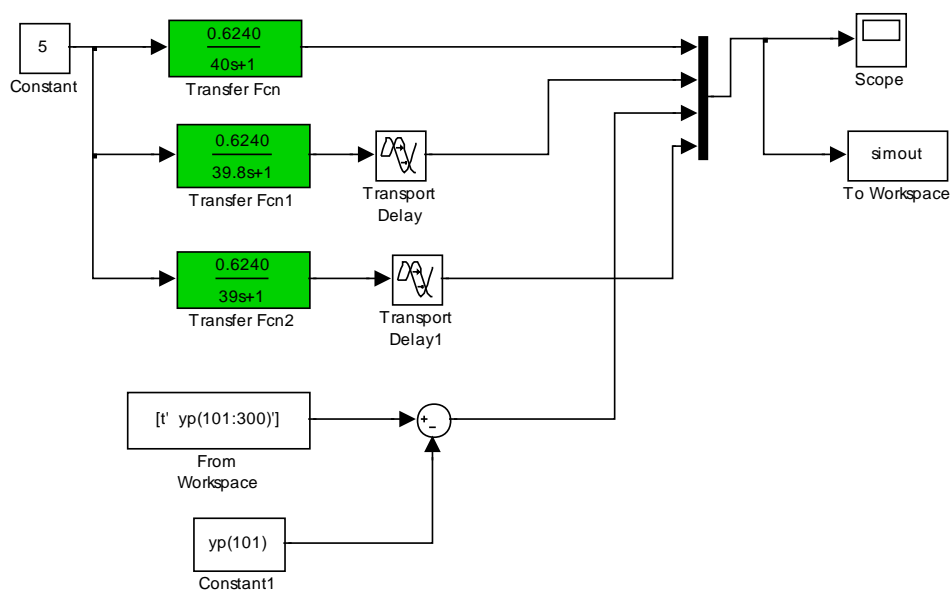 5
Constant
0.6240
40s+1
Transfer Fcn
Scope
0.6240
39.8s+1
Transfer Fcn1
Transport
Delay
simout
To Workspace
0.6240
39s+1
Transfer Fcn2
Transport
Delay1
[t' yp(101:300)']
From
Workspace
yp(101)
Constant1